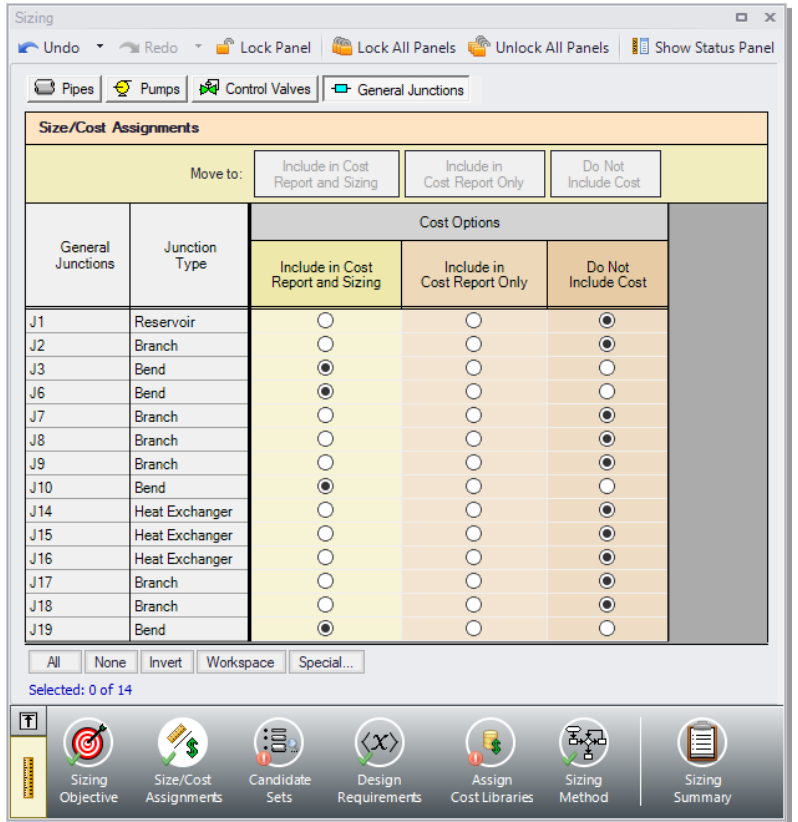 Sizing
Undo Redo Lock Panel Lock All Panels Unlock All Panels Show Status Panel
Pipes Pumps Control Valves General Junctions
Size/Cost Assignments
Move to: Include in Cost Report and Sizing Include in Cost Report Only Do Not Include Cost
General Junctions Junction Type Cost Options
Include in Cost Report and Sizing Include in Cost Report Only Do Not Include Cost
J1 Reservoir
J2 Branch
J3 Bend
J6 Bend
J7 Branch
J8 Branch
J9 Branch
J10 Bend
J14 Heat Exchanger
J15 Heat Exchanger
J16 Heat Exchanger
J17 Branch
J18 Branch
J19 Bend
All None Invert Workspace Special...
Selected: 0 of 14
Sizing Objective Size/Cost Assignments Candidate Sets Design Requirements Assign Cost Libraries Sizing Method Sizing Summary